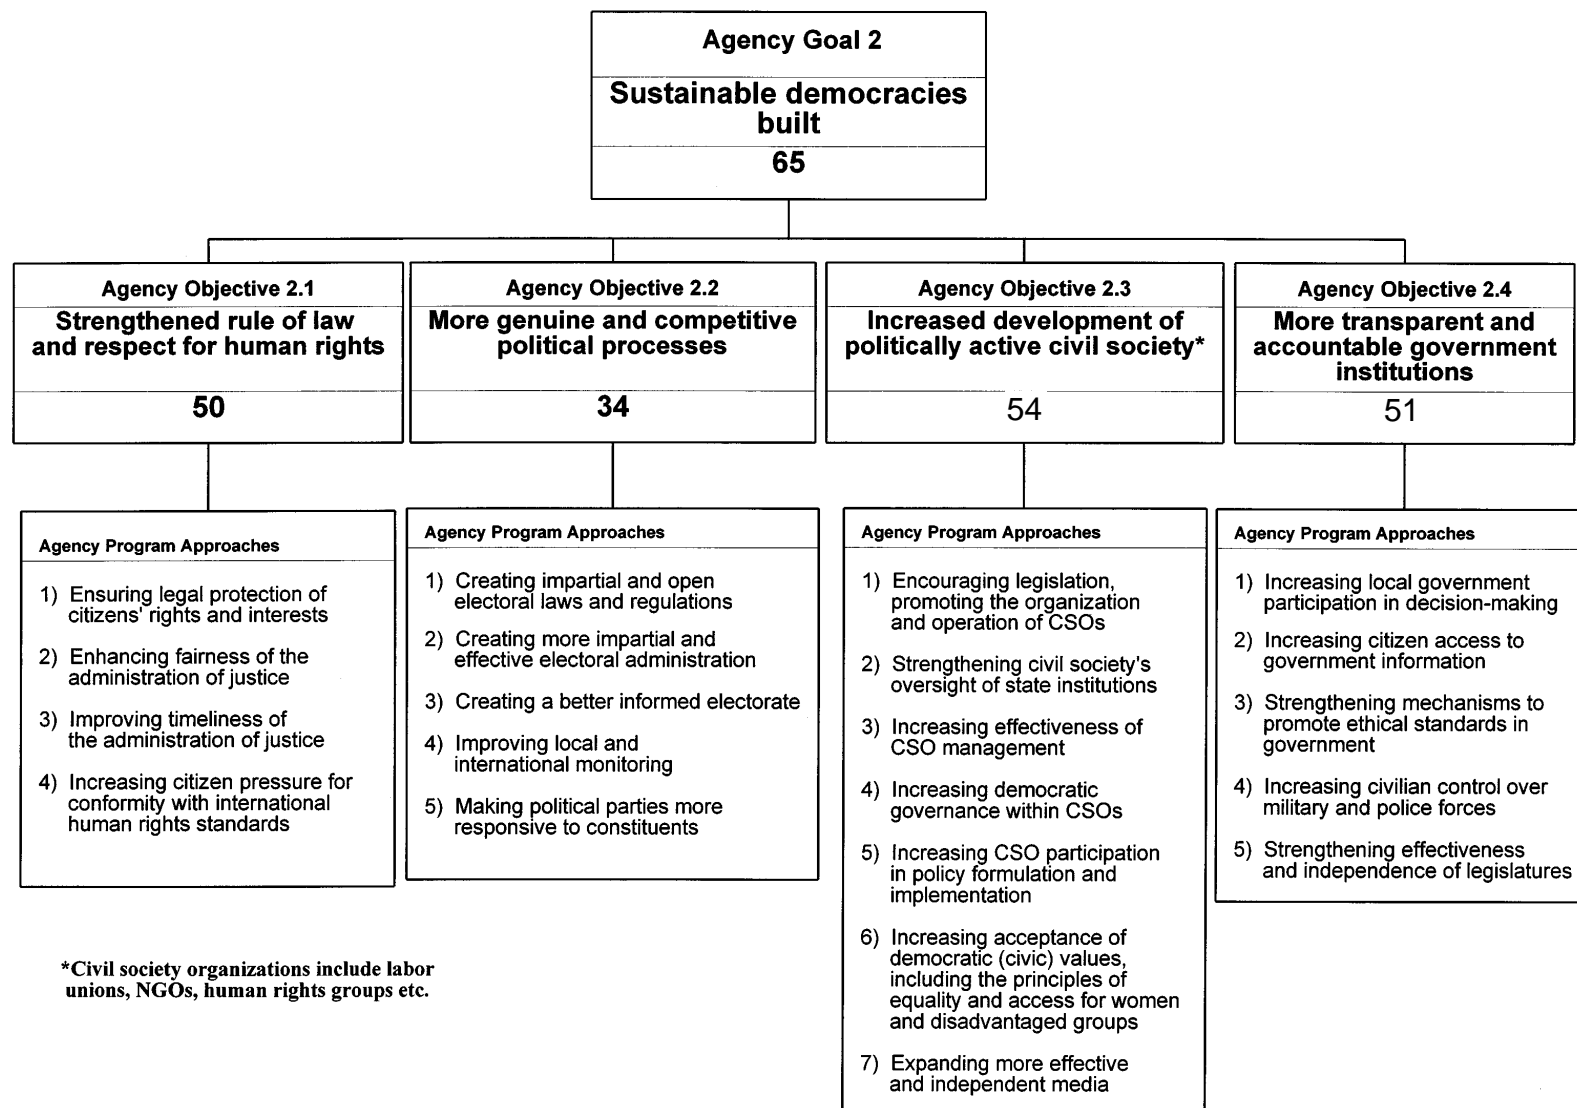 Agency Goal 2
Sustainable democracies
built
65
Agency Objective 2.1
Strengthened rule of law
and respect for human rights
50
Agency Objective 2.2
More genuine and competitive
political processes
34
Agency Objective 2.3
Increased development of
politically active civil society*
54
Agency Objective 2.4
More transparent and
accountable government
institutions
51
Agency Program Approaches
1) Ensuring legal protection of
citizens' rights and interests
2) Enhancing fairness of the
administration of justice
3) Improving timeliness of
the administration of justice
4) Increasing citizen pressure for
conformity with international
human rights standards
Agency Program Approaches
1) Creating impartial and open
electoral laws and regulations
2) Creating more impartial and
effective electoral administration
3) Creating a better informed electorate
4) Improving local and
international monitoring
5) Making political parties more
responsive to constituents
Agency Program Approaches
1) Encouraging legislation,
promoting the organization
and operation of CSOs
2) Strengthening civil society's
oversight of state institutions
3) Increasing effectiveness of
CSO management
4) Increasing democratic
governance within CSOs
5) Increasing CSO participation
in policy formulation and
implementation
6) Increasing acceptance of
democratic (civic) values,
including the principles of
equality and access for women
and disadvantaged groups
7) Expanding more effective
and independent media
Agency Program Approaches
1) Increasing local government
participation in decision-making
2) Increasing citizen access to
government information
3) Strengthening mechanisms to
promote ethical standards in
government
4) Increasing civilian control over
military and police forces
5) Strengthening effectiveness
and independence of legislatures
*Civil society organizations include labor
unions, NGOs, human rights groups etc.